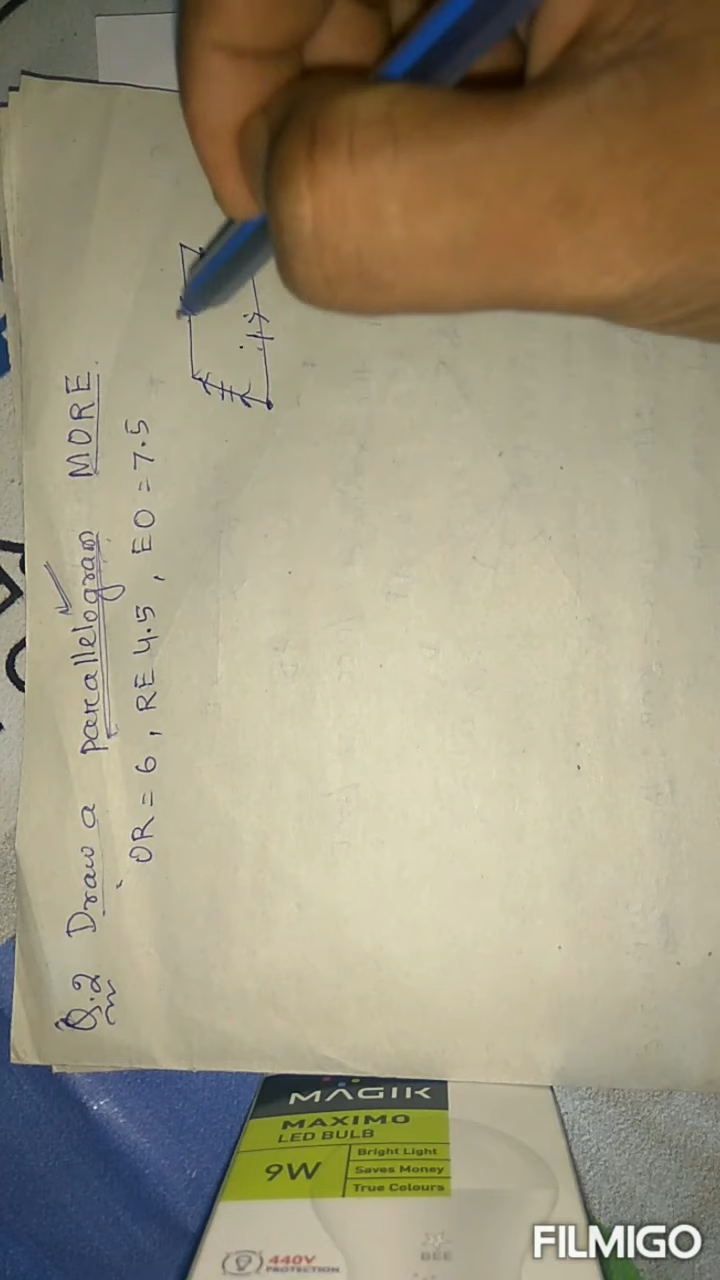 Q.2 Draw a parallelogram MORE.
OR = 6, RE 4.5, EO = 7.5
MAGIK
MAXIMO
LED BULB
9W
Bright Light
Saves Money
True Colours
440V
PROTECTION
BEE
FILMIGO